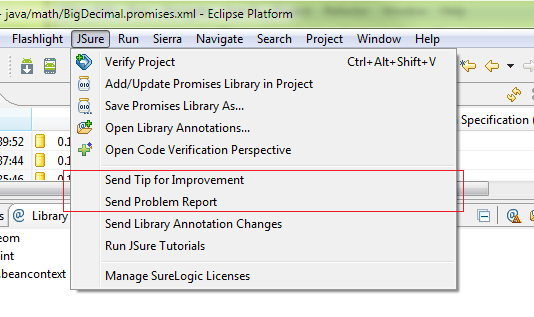 - java/math/BigDecimal.promises.xml - Eclipse Platform
Flashlight JSure Run Sierra Navigate Search Project Window Help
Verify Project Ctrl+Alt+Shift+V
Add/Update Promises Library in Project
Save Promises Library As...
Open Library Annotations...
Specification (
Open Code Verification Perspective
39:52 0.1
37:44 0.1
25:46 0.1
Send Tip for Improvement
Send Problem Report
Library
Send Library Annotation Changes
Run JSure Tutorials
eom
int
.beancontext
Manage SureLogic Licenses